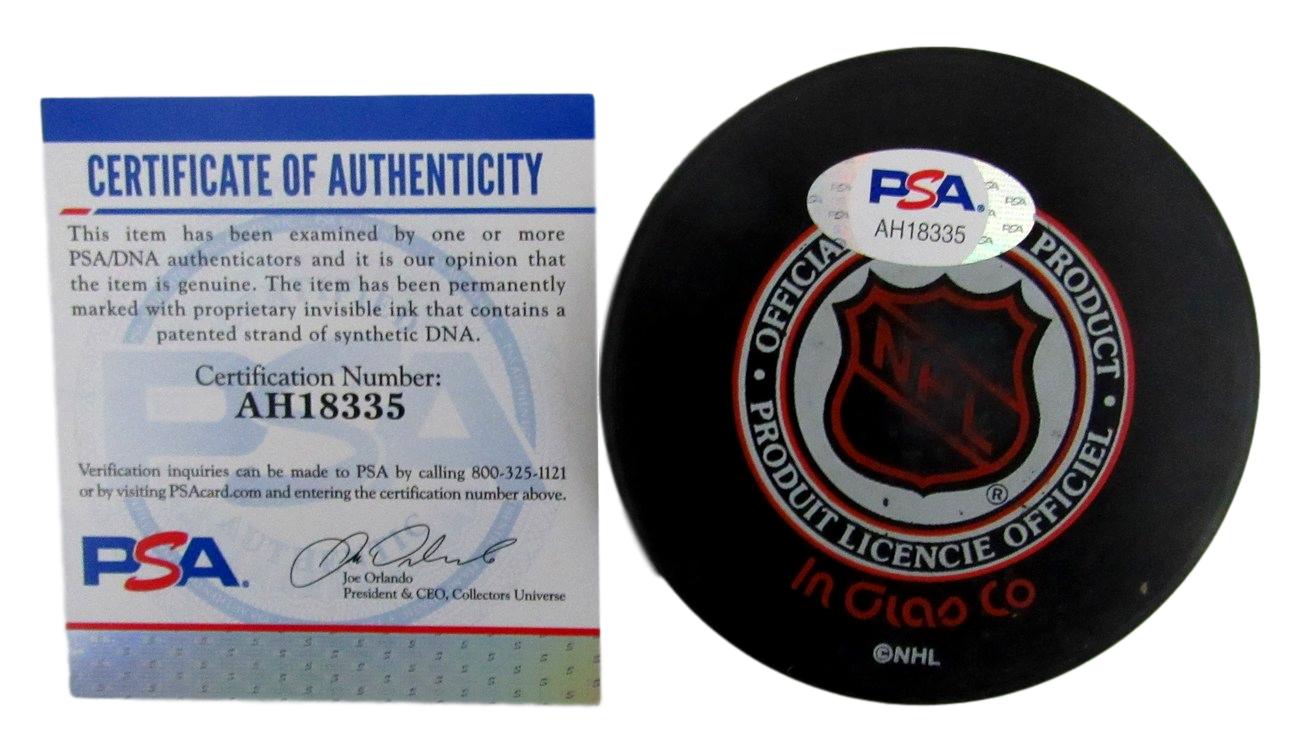 CERTIFICATE OF AUTHENTICITY
This item has been examined by one or more
PSA/DNA authenticators and it is our opinion that
the item is genuine. The item has been permanently
marked with proprietary invisible ink that contains a
patented strand of synthetic DNA.
Certification Number:
AH18335
Verification inquiries can be made to PSA by calling 800-325-1121
or by visiting PSAcard.com and entering the certification number above.
PSA.
Joe Orlando
President & CEO, Collectors Universe
PSA®
AH18335
• OFFICIAL PRODUCT •
PRODUIT LICENCIE OFFICIEL
NHL
®
In Glas Co
©NHL